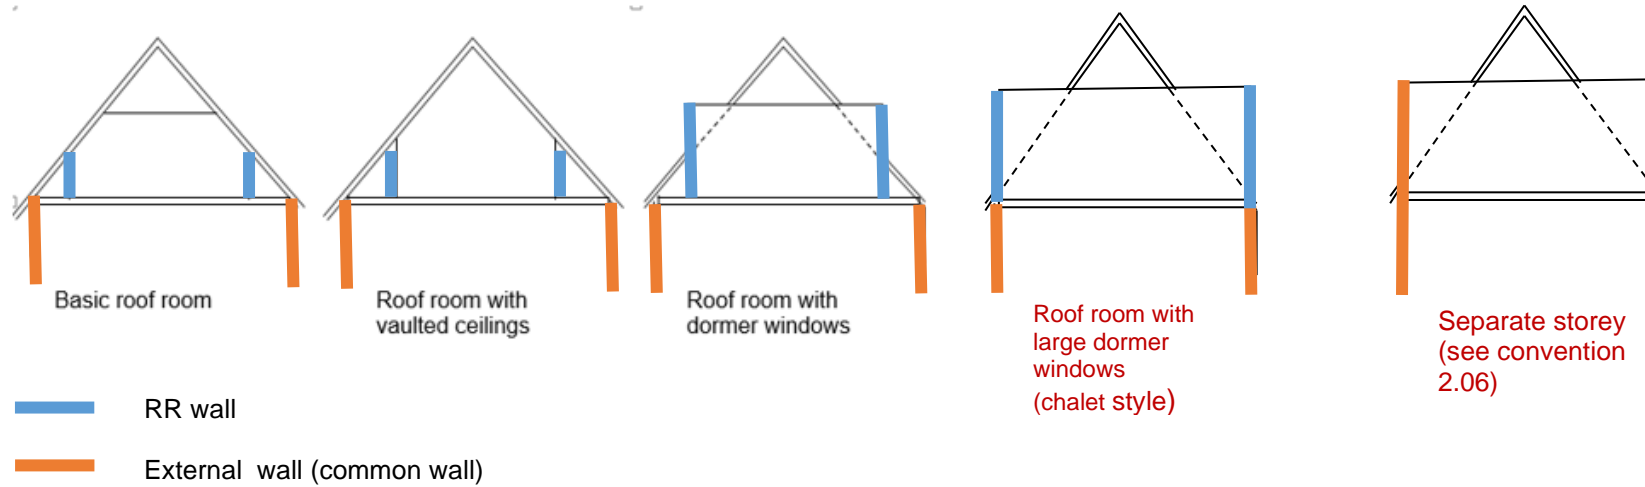 Basic roof room
Roof room with
vaulted ceilings
Roof room with
dormer windows
Roof room with
large dormer
windows
(chalet style)
Separate storey
(see convention
2.06)
RR wall
External wall (common wall)